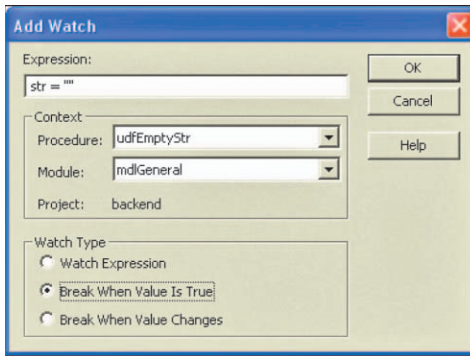 Add Watch
Expression:
str = ""
OK
Cancel
Help
Context
Procedure: udfEmptyStr
Module: mdlGeneral
Project: backend
Watch Type
Watch Expression
Break When Value Is True
Break When Value Changes